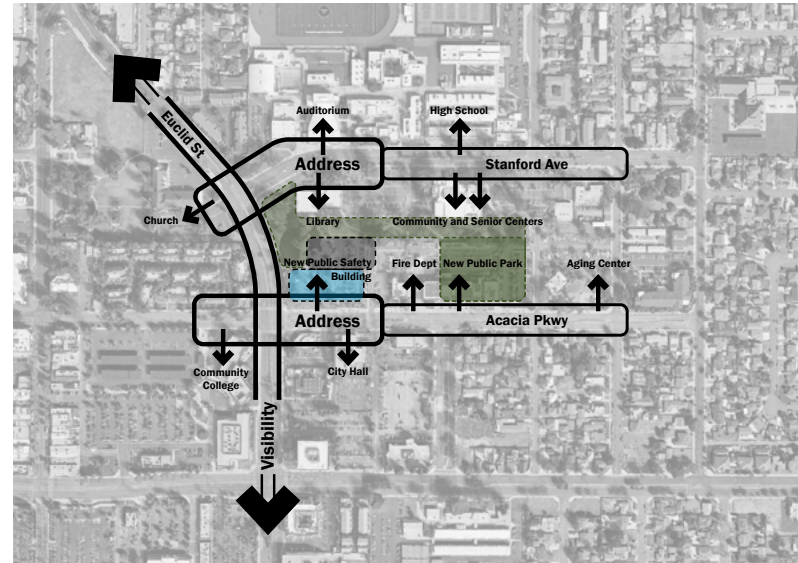 Auditorium
High School
Euclid St
Address
Stanford Ave
Church
Library
Community and Senior Centers
New Public Safety
Building
Fire Dept
New Public Park
Aging Center
Address
Acacia Pkwy
Community
College
City Hall
Visibility